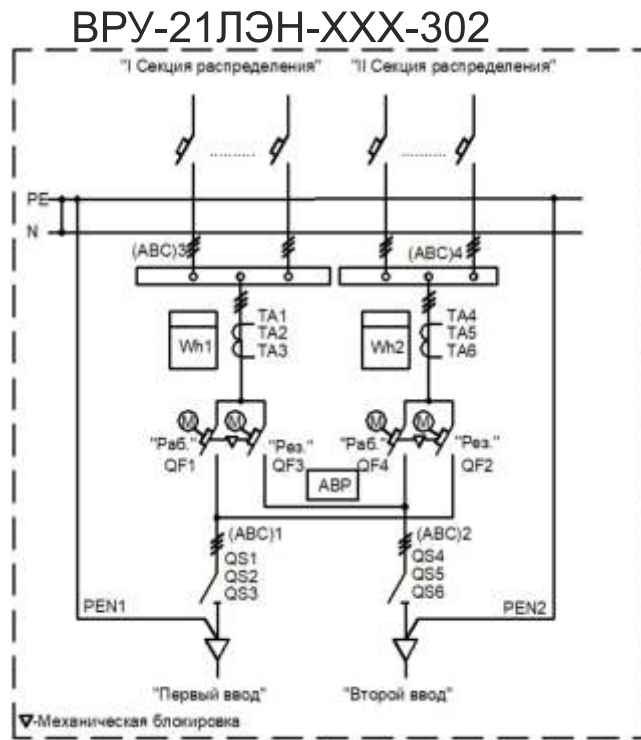 ВРУ-21ЛЭН-XXX-302
"I Секция распределения" "II Секция распределения"
PE
N
(ABC)3 (ABC)4
Wh1 TA1 TA2 TA3 Wh2 TA4 TA5 TA6
M M M M
"Раб." "Рез." "Раб." "Рез."
QF1 QF3 АВР QF4 QF2
(ABC)1 (ABC)2
QS1 QS4
QS2 QS5
QS3 QS6
PEN1 PEN2
"Первый ввод" "Второй ввод"
-Механическая блокировка